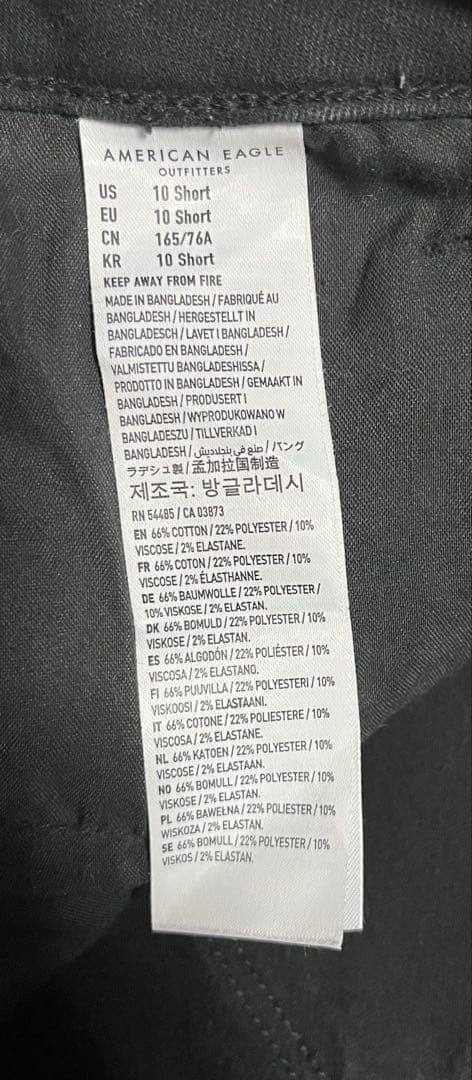 AMERICAN EAGLE
OUTFITTERS
US 10 Short
EU 10 Short
CN 165/76A
KR 10 Short
KEEP AWAY FROM FIRE
MADE IN BANGLADESH / FABRIQUÉ AU
BANGLADESH / HERGESTELLT IN
BANGLADESCH / LAVET I BANGLADESH /
FABRICADO EN BANGLADESH /
VALMISTETTU BANGLADESHISSA /
PRODOTTO IN BANGLADESH / GEMAAKT IN
BANGLADESH / PRODUSERT I
BANGLADESH / WYPRODUKOWANO W
BANGLADESZU / TILLVERKAD I
BANGLADESH / صنع في بنجلاديش / バング
ラデシュ製 / 孟加拉国制造
제조국: 방글라데시
RN 54485 / CA 03873
EN 66% COTTON / 22% POLYESTER / 10%
VISCOSE / 2% ELASTANE.
FR 66% COTON / 22% POLYESTER / 10%
VISCOSE / 2% ÉLASTHANNE.
DE 66% BAUMWOLLE / 22% POLYESTER /
10% VISKOSE / 2% ELASTAN.
DK 66% BOMULD / 22% POLYESTER / 10%
VISKOSE / 2% ELASTAN.
ES 66% ALGODÓN / 22% POLIÉSTER / 10%
VISCOSA / 2% ELASTANO.
FI 66% PUUVILLA / 22% POLYESTERI / 10%
VISKOOSI / 2% ELASTAANI.
IT 66% COTONE / 22% POLIESTERE / 10%
VISCOSA / 2% ELASTANE.
NL 66% KATOEN / 22% POLYESTER / 10%
VISCOSE / 2% ELASTAAN.
NO 66% BOMULL / 22% POLYESTER / 10%
VISKOSE / 2% ELASTAN.
PL 66% BAWEŁNA / 22% POLIESTER / 10%
WISKOZA / 2% ELASTAN.
SE 66% BOMULL / 22% POLYESTER / 10%
VISKOS / 2% ELASTAN.